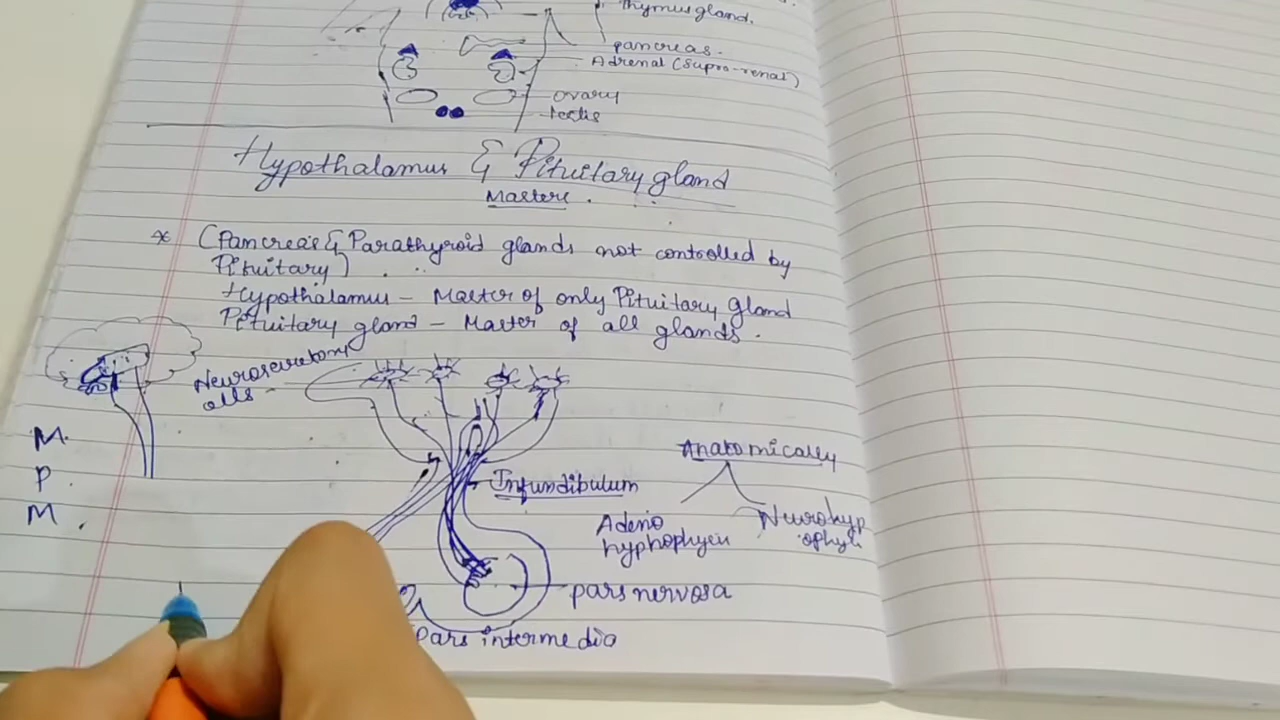 thymus gland.
pancreas.
Adrenal (Supra-renal)
ovary
testis
Hypothalamus & Pituitary gland
Master.
* (Pancreas & Parathyroid glands not controlled by
Pituitary)
Hypothalamus - Master of only Pituitary Gland
Pituitary gland - Master of all glands.
Neurosecretory
cells -
M.
P.
M.
Infundibulum
Anatomically
Adeno
hyphophysis
Neurohyp
ophysis
pars nervosa
Pars intermedia